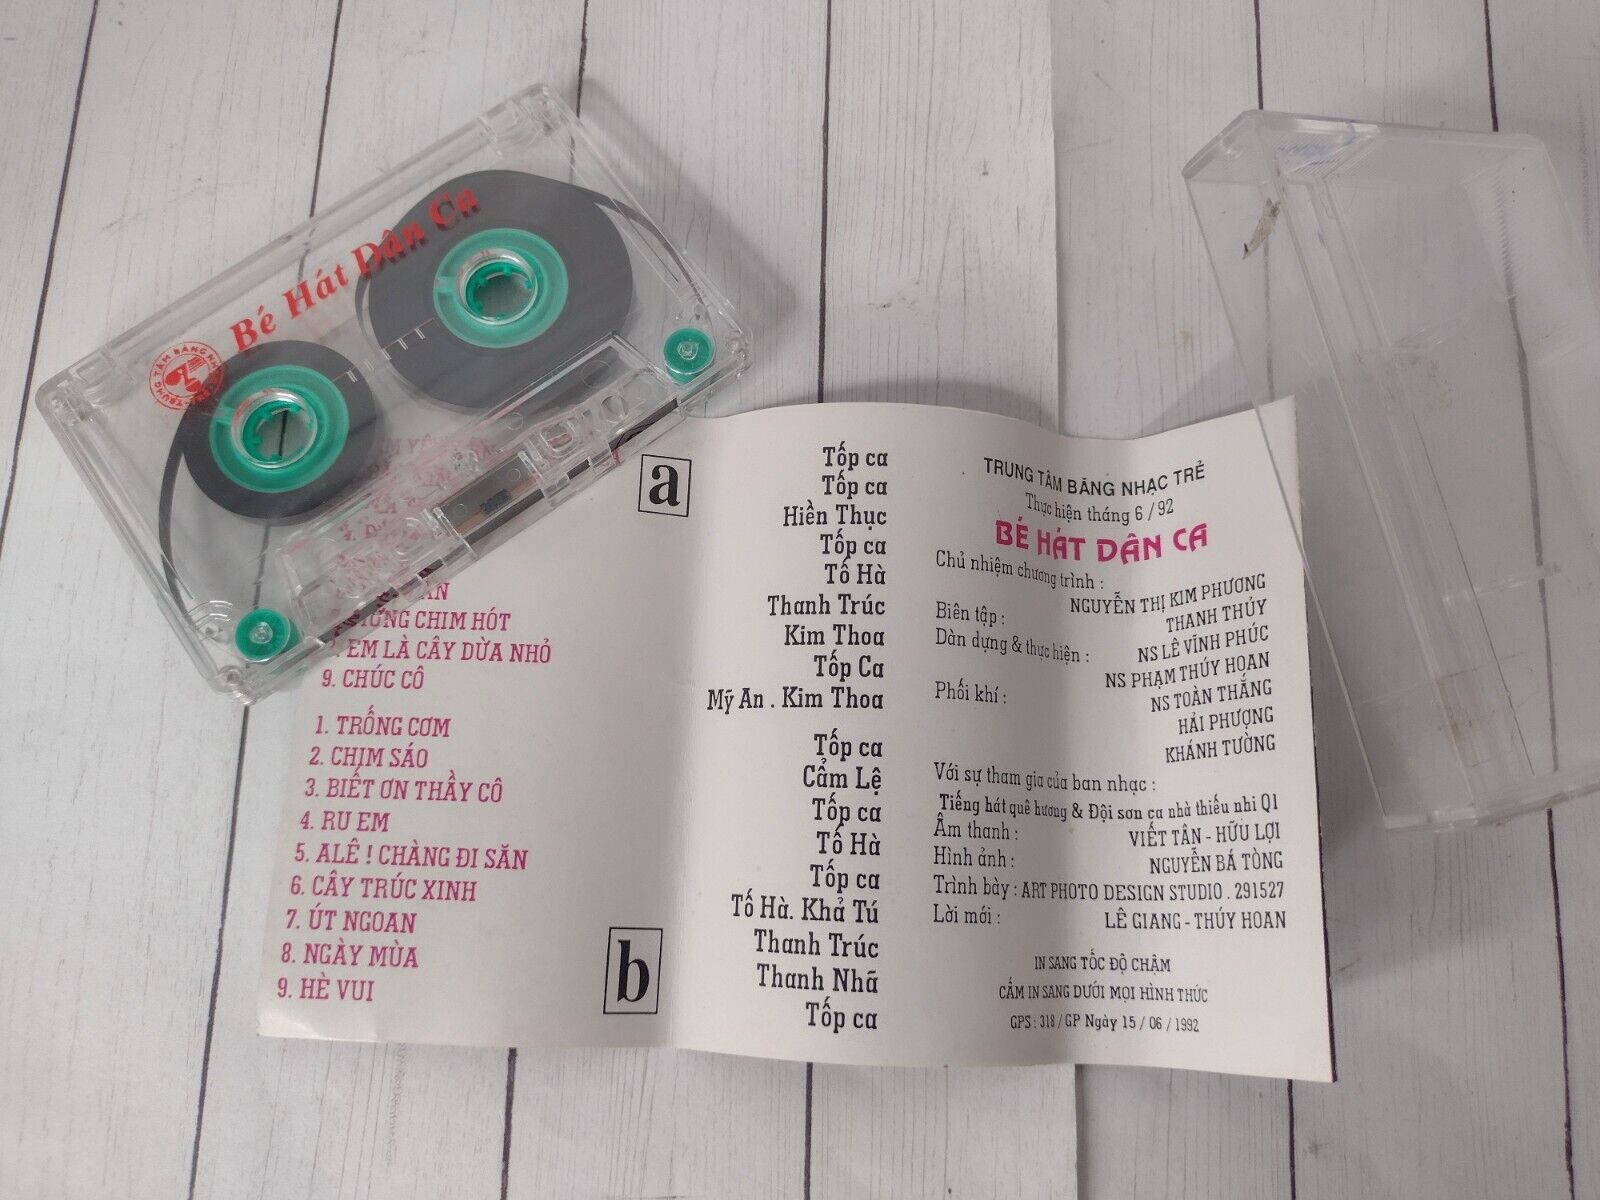 Bé Hát Dân Ca
a
CHIM HÓT
EM LÀ CÂY DỪA NHỎ
9. CHÚC CÔ
1. TRỐNG CƠM
2. CHIM SÁO
3. BIẾT ƠN THẦY CÔ
4. RU EM
5. ALÊ ! CHÀNG ĐI SĂN
6. CÂY TRÚC XINH
7. ÚT NGOAN
8. NGÀY MÙA
9. HÈ VUI
b
Tốp ca
Tốp ca
Hiền Thục
Tốp ca
Tố Hà
Thanh Trúc
Kim Thoa
Tốp Ca
Mỹ An . Kim Thoa
Tốp ca
Cẩm Lệ
Tốp ca
Tố Hà
Tốp ca
Tố Hà. Khả Tú
Thanh Trúc
Thanh Nhã
Tốp ca
TRUNG TÂM BĂNG NHẠC TRẺ
Thực hiện tháng 6 / 92
BÉ HÁT DÂN CA
Chủ nhiệm chương trình :
NGUYỄN THỊ KIM PHƯƠNG
Biên tập :
THANH THỦY
Dàn dựng & thực hiện :
NS LÊ VĨNH PHÚC
NS PHẠM THÚY HOAN
Phối khí :
NS TOÀN THẮNG
HẢI PHƯỢNG
KHÁNH TƯỜNG
Với sự tham gia của ban nhạc :
Tiếng hát quê hương & Đội sơn ca nhà thiếu nhi Q1
Âm thanh :
VIẾT TÂN - HỮU LỢI
Hình ảnh :
NGUYỄN BÁ TÒNG
Trình bày : ART PHOTO DESIGN STUDIO . 291527
Lời mới :
LÊ GIANG - THÚY HOAN
IN SANG TỐC ĐỘ CHẬM
CẤM IN SANG DƯỚI MỌI HÌNH THỨC
GPS : 318 / GP Ngày 15 / 06 / 1992